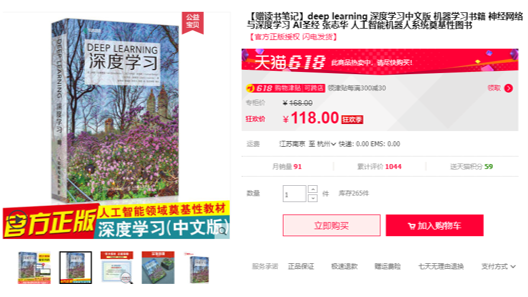 公益
宝贝
DEEP LEARNING
深度学习
深度学习
官方正版
人工智能领域奠基性教材
深度学习(中文版)
【赠读书笔记】deep learning 深度学习中文版 机器学习书籍 神经网络
与深度学习 AI圣经 张志华 人工智能机器人系统奠基性图书
【官方正版授权 闪电发货】
天猫618 此商品热卖中，请尽快购买！
618 购物津贴 可跨店 领津贴每满300减30 领取
专柜价 ¥ 168.00
狂欢价 ¥ 118.00 狂欢季
运费 江苏南京 至 杭州 快递: 0.00 EMS: 0.00
月销量 91 累计评价 1044 送天猫积分 59
数量 1 件 库存265件
立即购买 加入购物车
服务承诺 正品保证 极速退款 赠运费险 七天无理由退换 支付方式